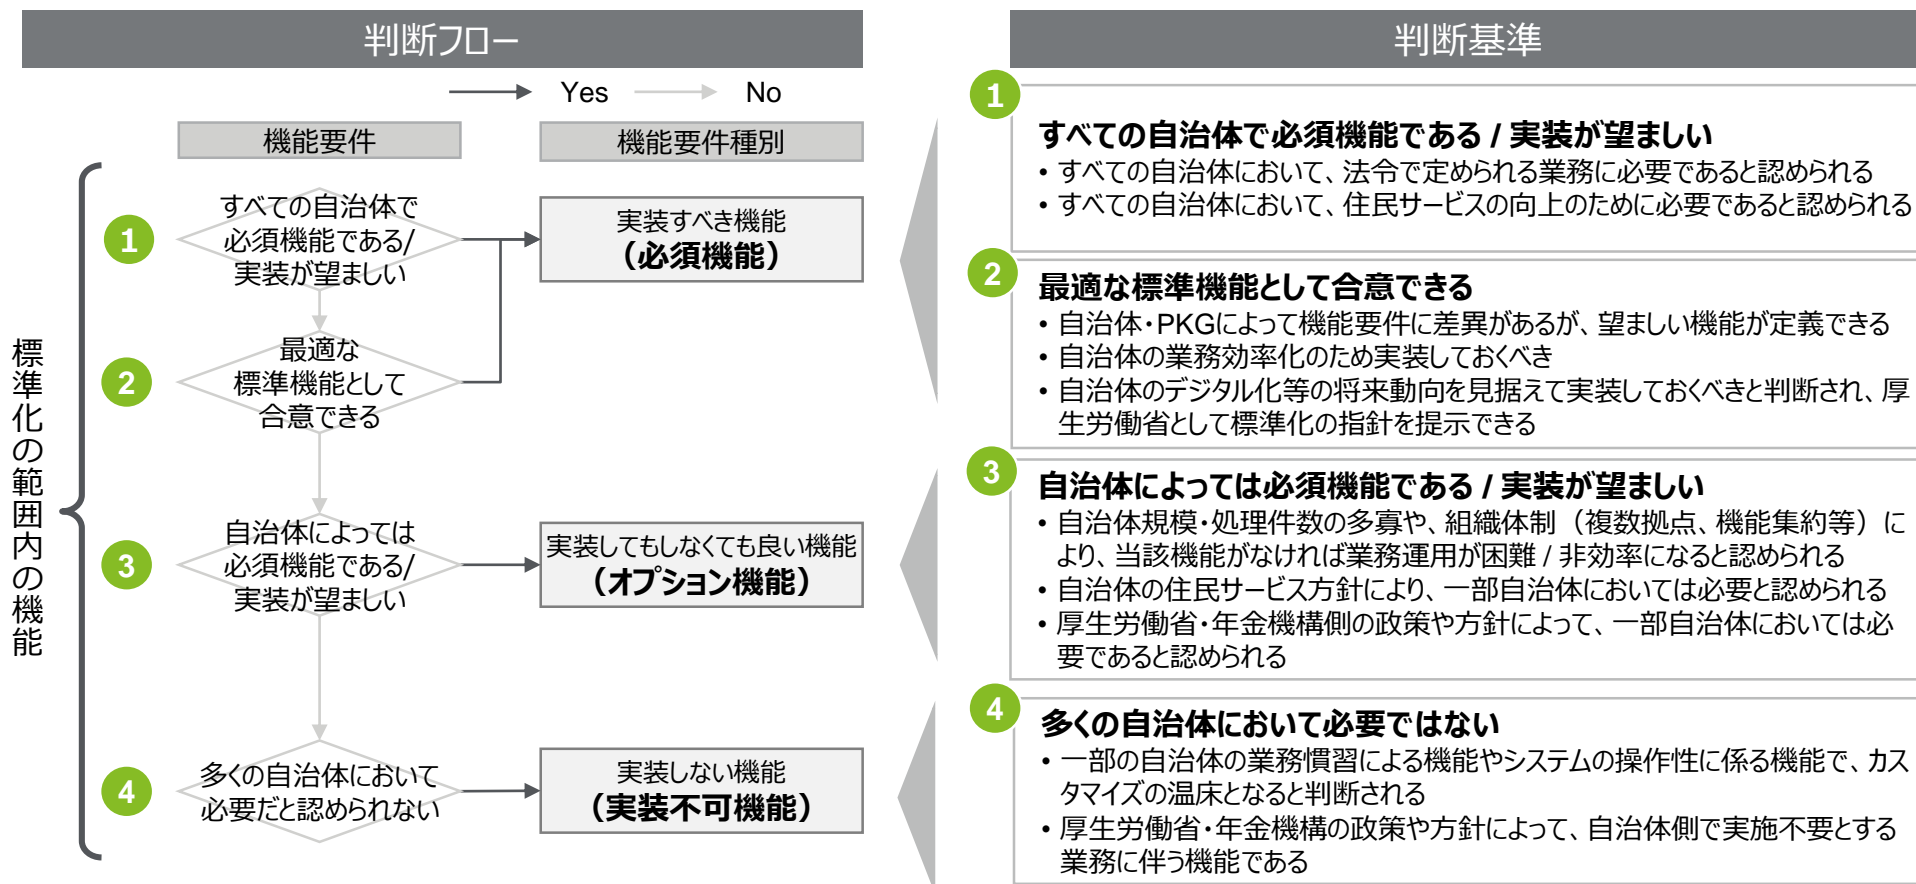 判断フロー
Yes
No
機能要件
機能要件種別
標準化の範囲内の機能
1
すべての自治体で
必須機能である/
実装が望ましい
実装すべき機能
（必須機能）
2
最適な
標準機能として
合意できる
3
自治体によっては
必須機能である/
実装が望ましい
実装してもしなくても良い機能
（オプション機能）
4
多くの自治体において
必要だと認められない
実装しない機能
（実装不可機能）
判断基準
1
すべての自治体で必須機能である / 実装が望ましい
• すべての自治体において、法令で定められる業務に必要であると認められる
• すべての自治体において、住民サービスの向上のために必要であると認められる
2
最適な標準機能として合意できる
• 自治体・PKGによって機能要件に差異があるが、望ましい機能が定義できる
• 自治体の業務効率化のため実装しておくべき
• 自治体のデジタル化等の将来動向を見据えて実装しておくべきと判断され、厚
生労働省として標準化の指針を提示できる
3
自治体によっては必須機能である / 実装が望ましい
• 自治体規模・処理件数の多寡や、組織体制（複数拠点、機能集約等）に
より、当該機能がなければ業務運用が困難 / 非効率になると認められる
• 自治体の住民サービス方針により、一部自治体においては必要と認められる
• 厚生労働省・年金機構側の政策や方針によって、一部自治体においては必
要であると認められる
4
多くの自治体において必要ではない
• 一部の自治体の業務慣習による機能やシステムの操作性に係る機能で、カス
タマイズの温床となると判断される
• 厚生労働省・年金機構の政策や方針によって、自治体側で実施不要とする
業務に伴う機能である